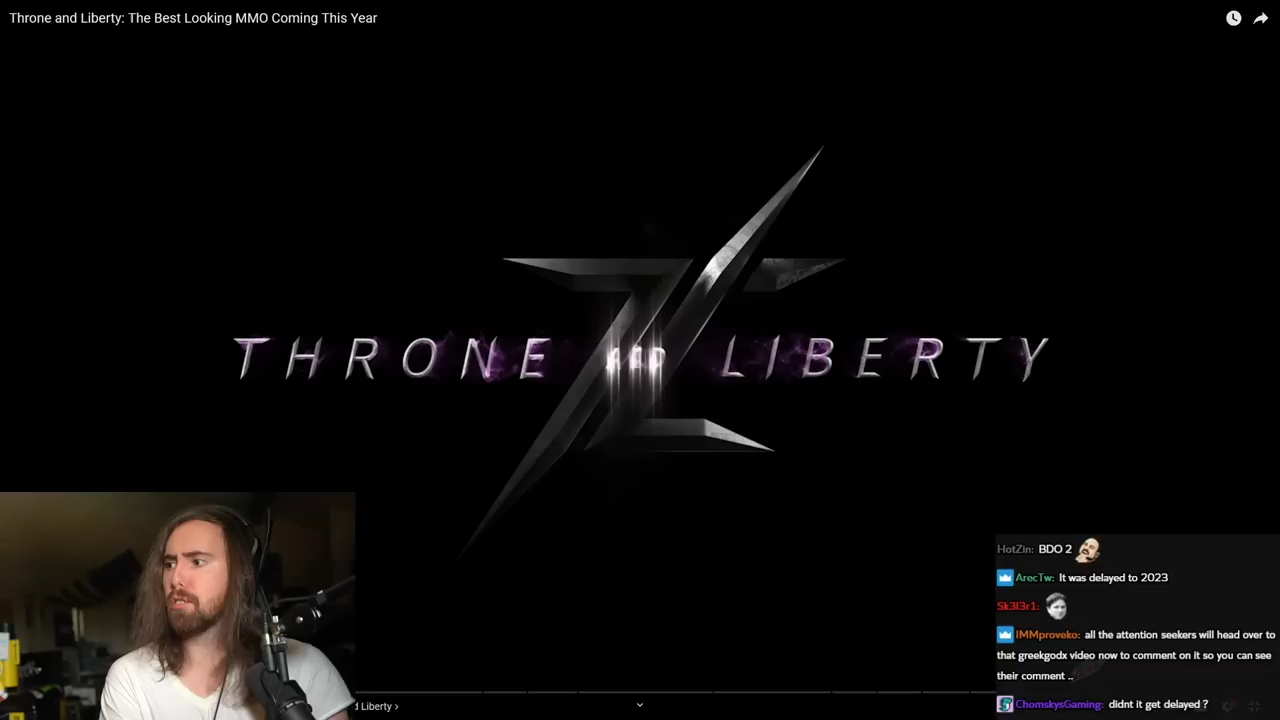 Throne and Liberty: The Best Looking MMO Coming This Year
THRONE AND LIBERTY
HotZin: BDO 2
ArecTw: It was delayed to 2023
Sk3l3r1:
IMMproveko: all the attention seekers will head over to
that greekgodx video now to comment on it so you can see
their comment ..
ChomskysGaming: didnt it get delayed ?
d Liberty >